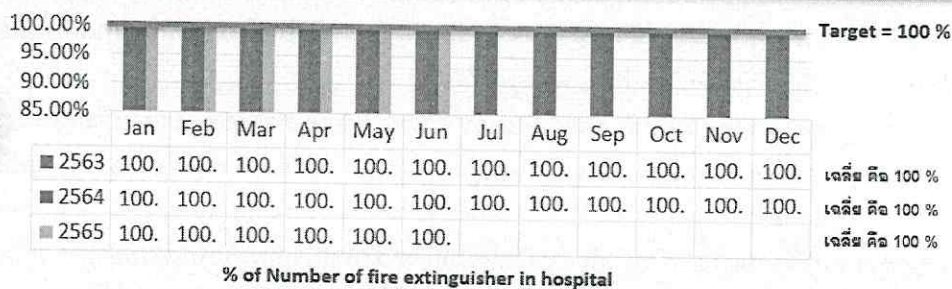 100.00%
Target = 100 %
95.00%
90.00%
85.00%
Jan Feb Mar Apr May Jun Jul Aug Sep Oct Nov Dec
2563 100. 100. 100. 100. 100. 100. 100. 100. 100. 100. 100. 100. เฉลี่ย คือ 100 %
2564 100. 100. 100. 100. 100. 100. 100. 100. 100. 100. 100. 100. เฉลี่ย คือ 100 %
2565 100. 100. 100. 100. 100. 100. เฉลี่ย คือ 100 %
% of Number of fire extinguisher in hospital